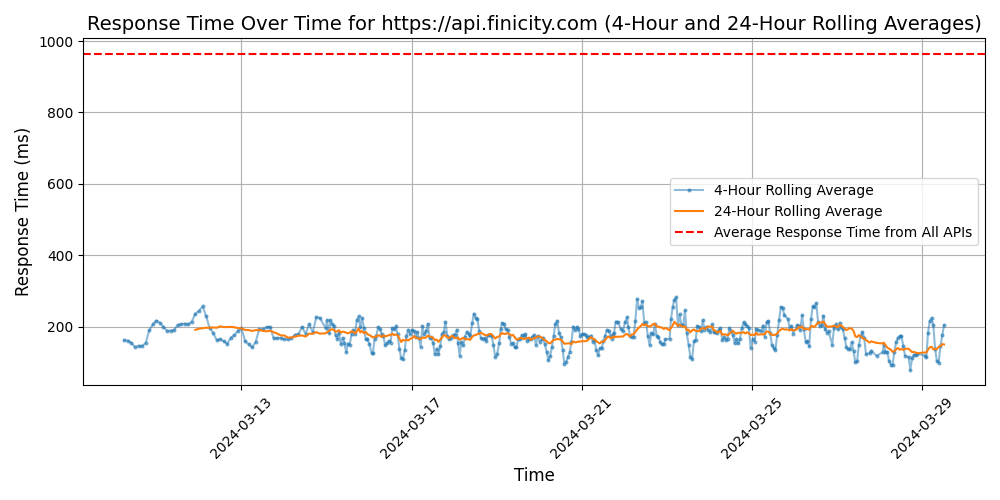 Response Time Over Time for https://api.finicity.com (4-Hour and 24-Hour Rolling Averages)
1000
800
600
400
200
Response Time (ms)
4-Hour Rolling Average
24-Hour Rolling Average
Average Response Time from All APIs
2024-03-13
2024-03-17
2024-03-21
2024-03-25
2024-03-29
Time